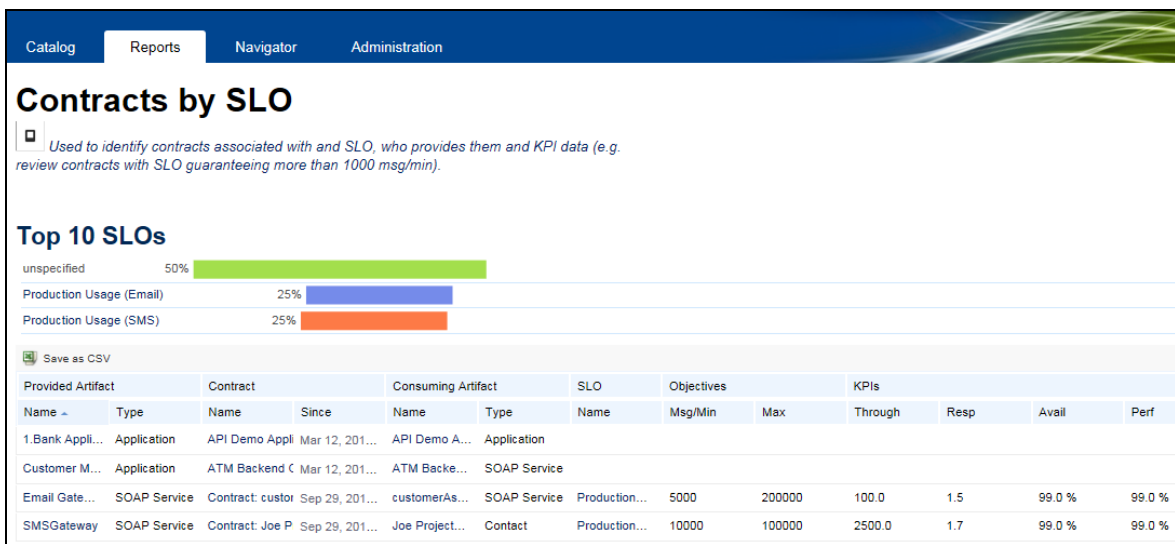 Catalog Reports Navigator Administration
Contracts by SLO
Used to identify contracts associated with and SLO, who provides them and KPI data (e.g.
review contracts with SLO guaranteeing more than 1000 msg/min).
Top 10 SLOs
unspecified 50%
Production Usage (Email) 25%
Production Usage (SMS) 25%
Save as CSV
Provided Artifact Contract Consuming Artifact SLO Objectives KPIs
Name Type Name Since Name Type Name Msg/Min Max Through Resp Avail Perf
1.Bank Appli... Application API Demo Appli Mar 12, 201... API Demo A... Application
Customer M... Application ATM Backend C Mar 12, 201... ATM Backe... SOAP Service
Email Gate... SOAP Service Contract: custor Sep 29, 201... customerAs... SOAP Service Production... 5000 200000 100.0 1.5 99.0 % 99.0 %
SMSGateway SOAP Service Contract: Joe P Sep 29, 201... Joe Project... Contact Production... 10000 100000 2500.0 1.7 99.0 % 99.0 %